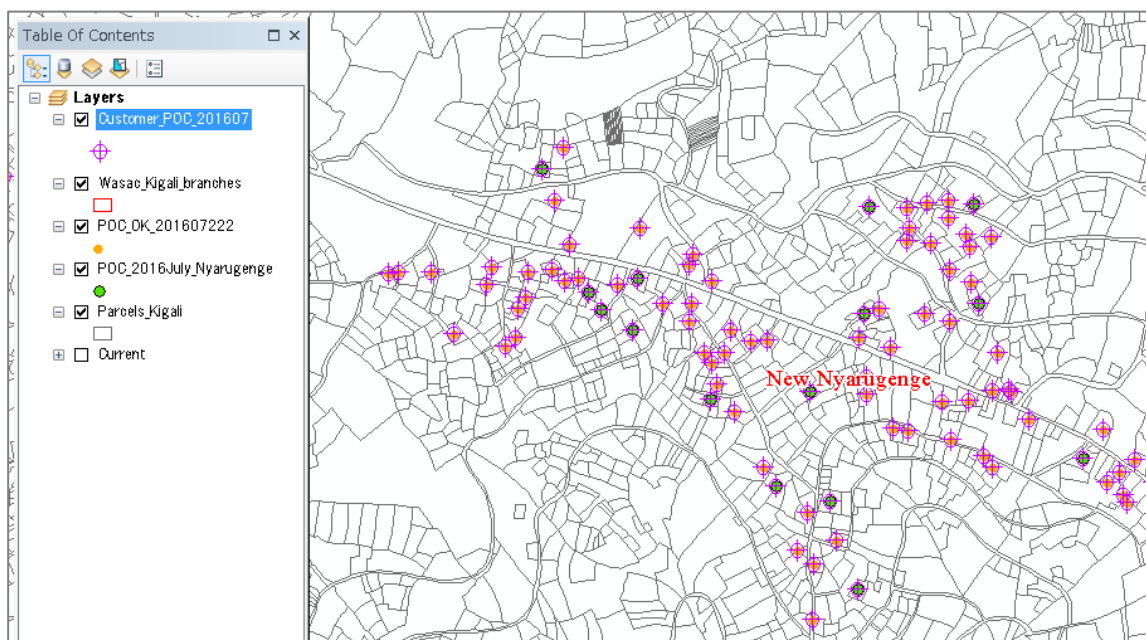 Table Of Contents
Layers
Customer_POC_201607
Wasac_Kigali_branches
POC_OK_201607222
POC_2016July_Nyarugenge
Parcels_Kigali
Current
New Nyarugenge